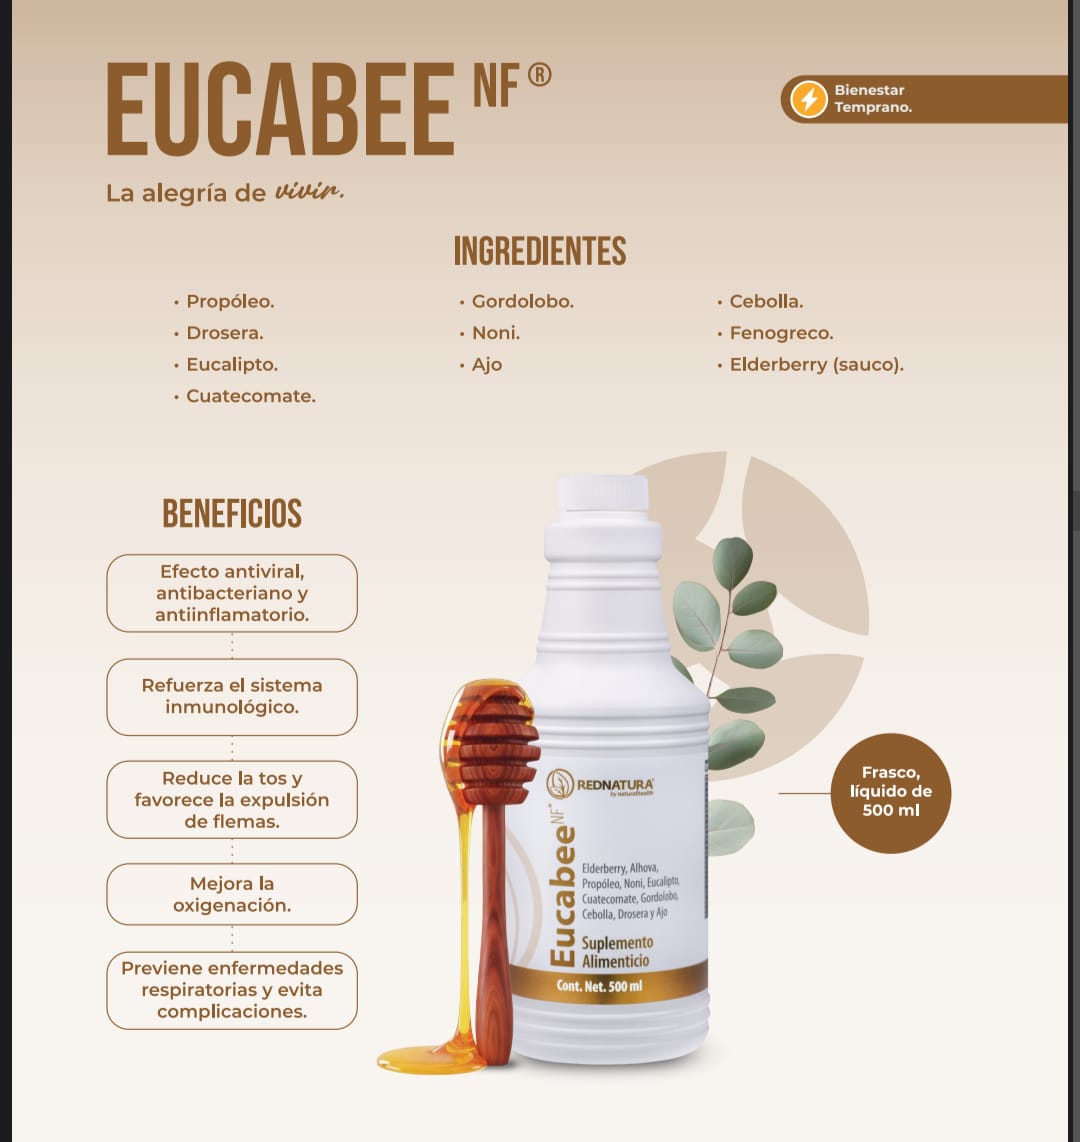 EUCABEE NF®
Bienestar
Temprano.
La alegría de vivir.
INGREDIENTES
• Propóleo.
• Drosera.
• Eucalipto.
• Cuatecomate.
• Gordolobo.
• Noni.
• Ajo
• Cebolla.
• Fenogreco.
• Elderberry (sauco).
BENEFICIOS
Efecto antiviral,
antibacteriano y
antiinflamatorio.
Refuerza el sistema
inmunológico.
Reduce la tos y
favorece la expulsión
de flemas.
Mejora la
oxigenación.
Previene enfermedades
respiratorias y evita
complicaciones.
REDNATURA
by naturalhealth
Eucabee NF®
Elderberry, Alhova,
Propóleo, Noni, Eucalipto,
Cuatecomate, Gordolobo,
Cebolla, Drosera y Ajo
Suplemento
Alimenticio
Cont. Net. 500 ml
Frasco,
líquido de
500 ml